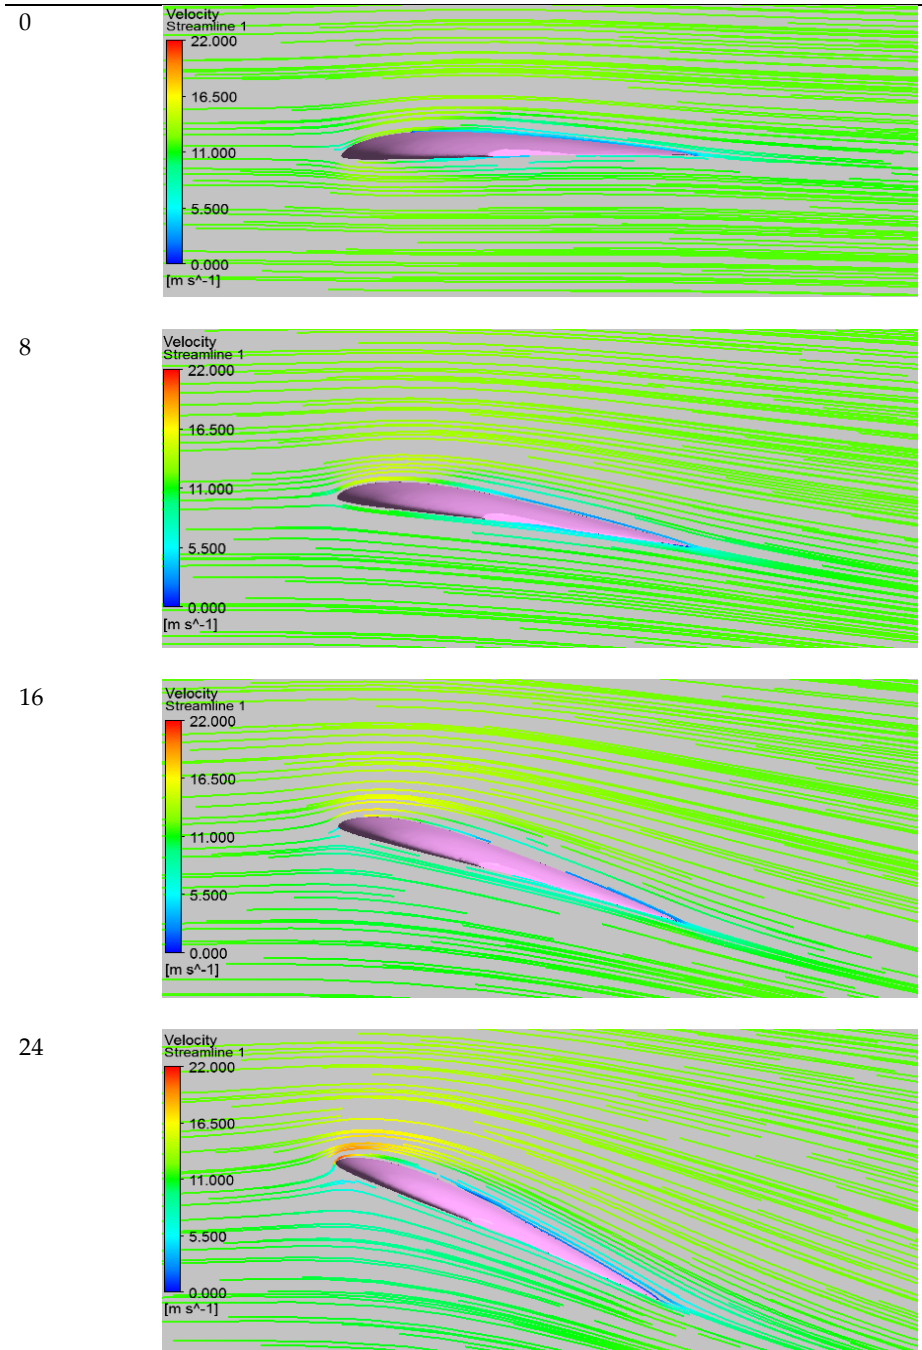 0
Velocity
Streamline 1
22.000
16.500
11.000
5.500
0.000
[m s^-1]
8
Velocity
Streamline 1
22.000
16.500
11.000
5.500
0.000
[m s^-1]
16
Velocity
Streamline 1
22.000
16.500
11.000
5.500
0.000
[m s^-1]
24
Velocity
Streamline 1
22.000
16.500
11.000
5.500
0.000
[m s^-1]